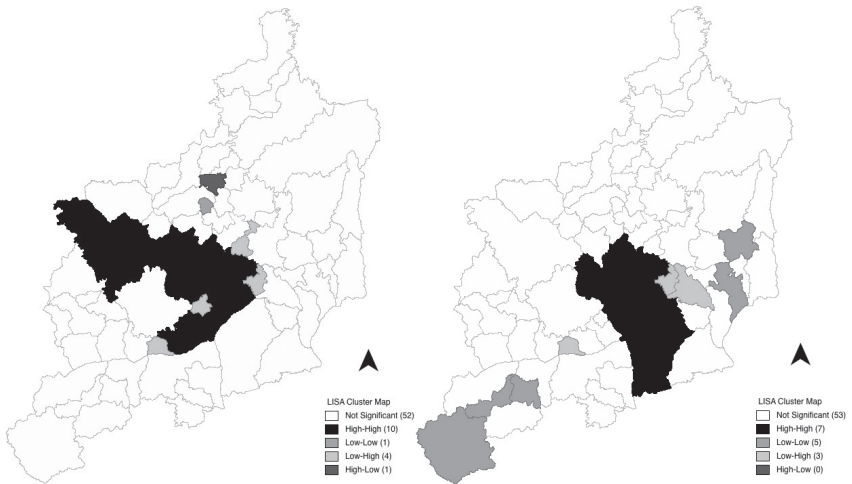 LISA Cluster Map
Not Significant (52)
High-High (10)
Low-Low (1)
Low-High (4)
High-Low (1)
LISA Cluster Map
Not Significant (53)
High-High (7)
Low-Low (5)
Low-High (3)
High-Low (0)